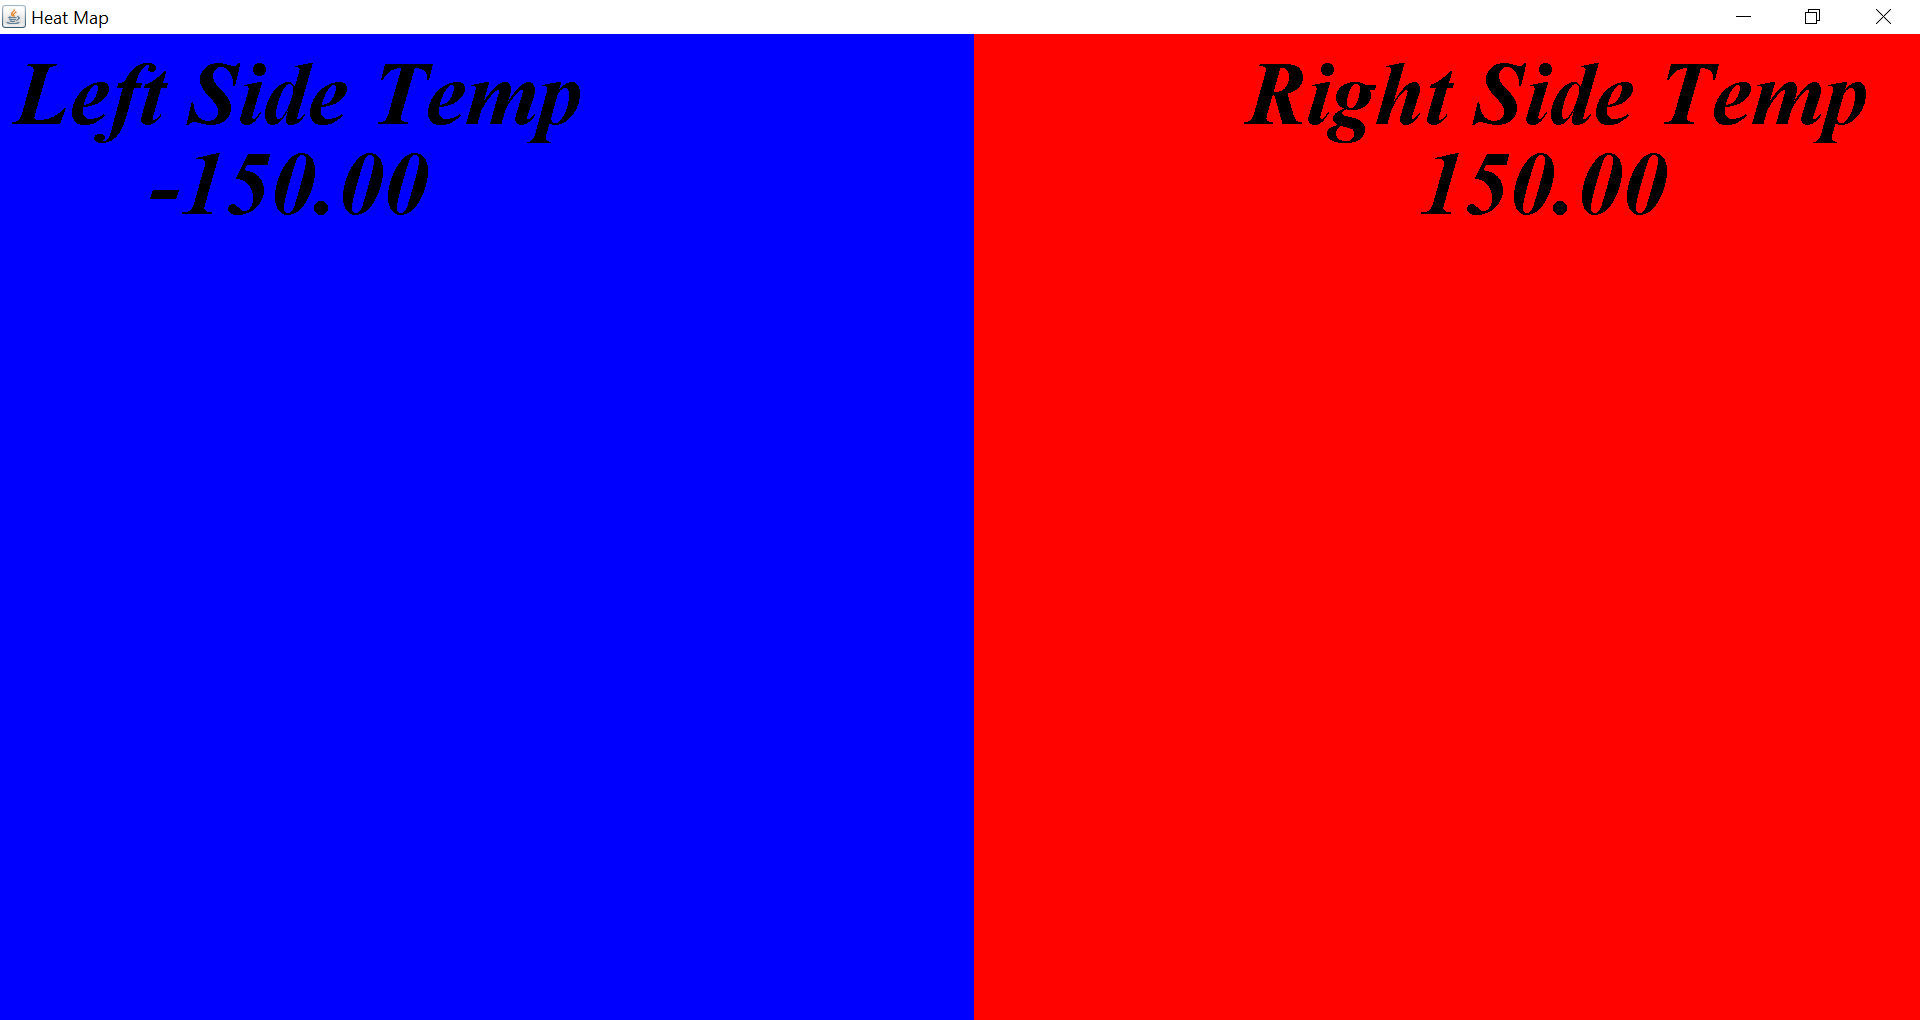 Heat Map
Left Side Temp
-150.00
Right Side Temp
150.00